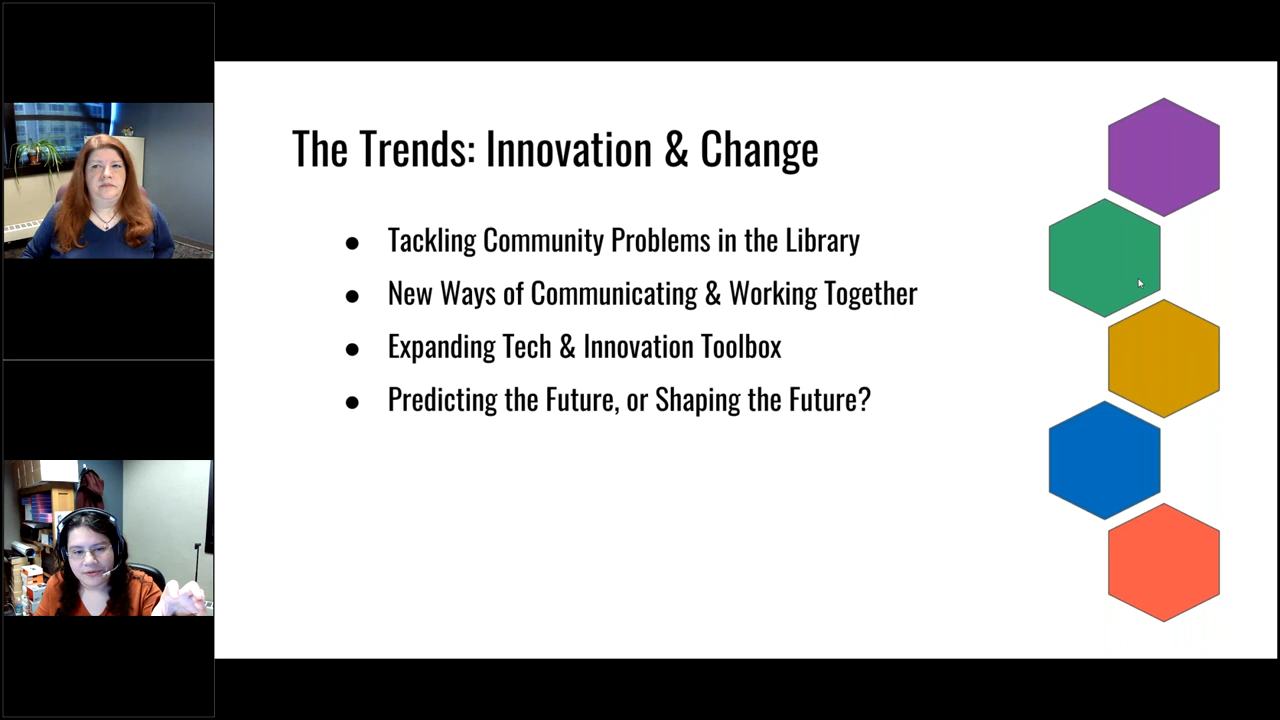 The Trends: Innovation & Change
● Tackling Community Problems in the Library
● New Ways of Communicating & Working Together
● Expanding Tech & Innovation Toolbox
● Predicting the Future, or Shaping the Future?